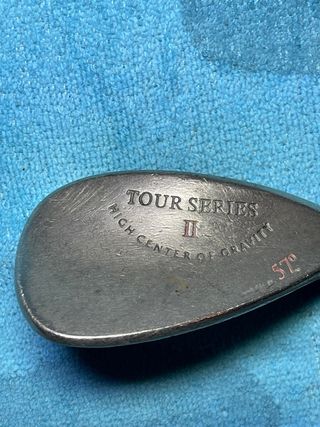 TOUR SERIES
II
HIGH CENTER OF GRAVITY
57°